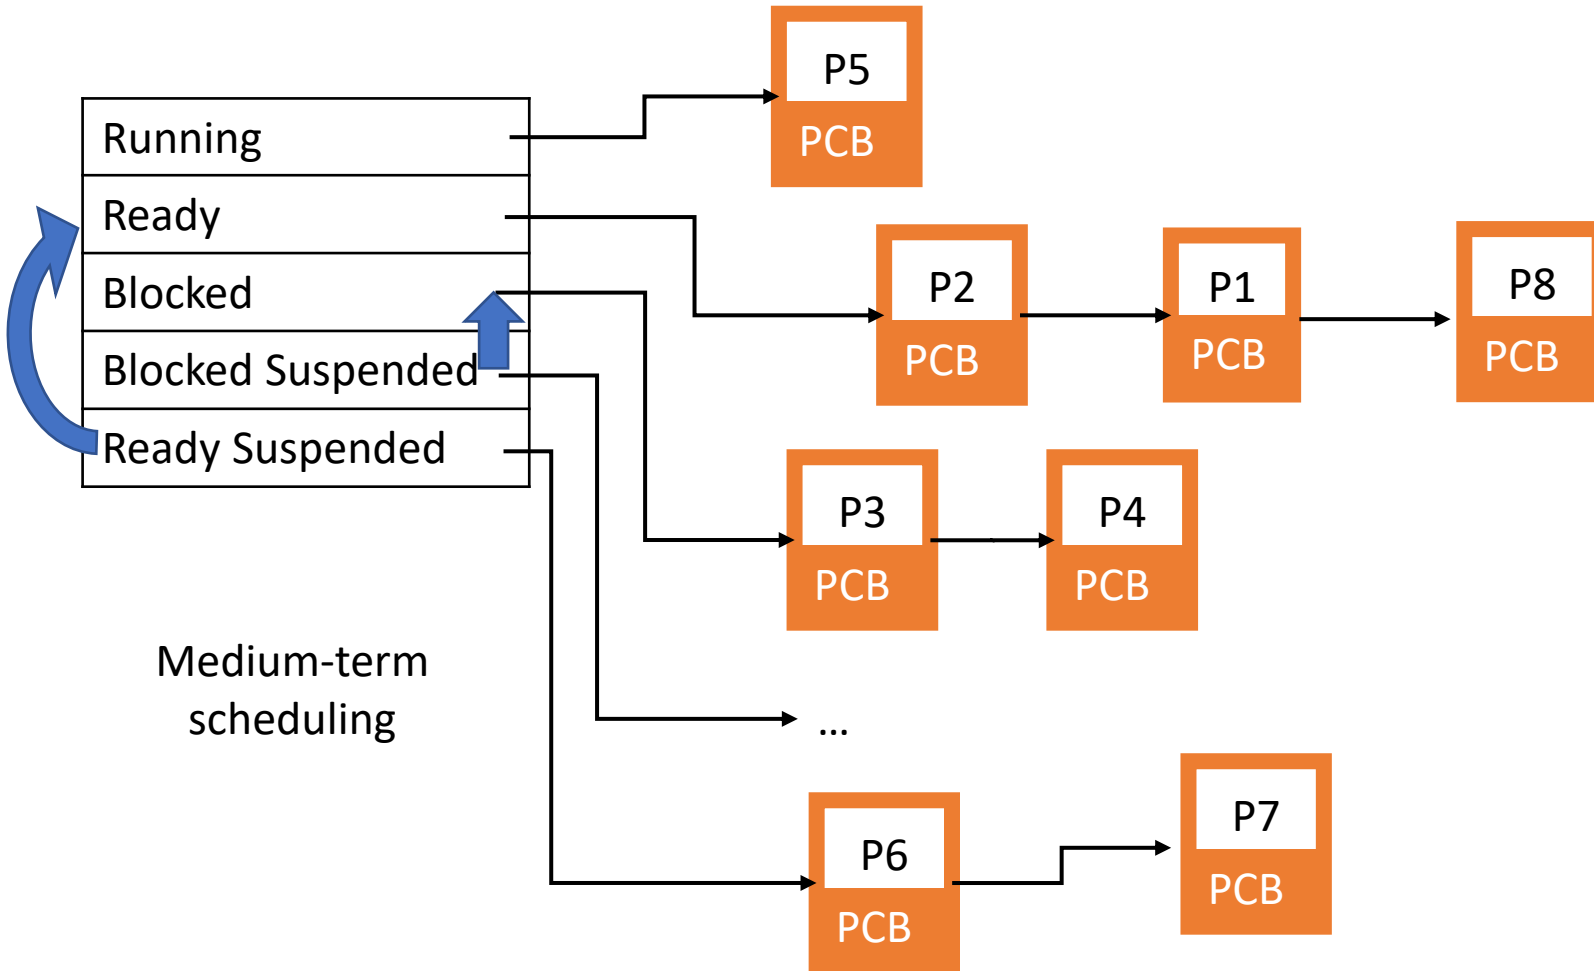 P5
PCB
Running
Ready
Blocked
Blocked Suspended
Ready Suspended
P2
PCB
P1
PCB
P8
PCB
P3
PCB
P4
PCB
Medium-term
scheduling
...
P6
PCB
P7
PCB